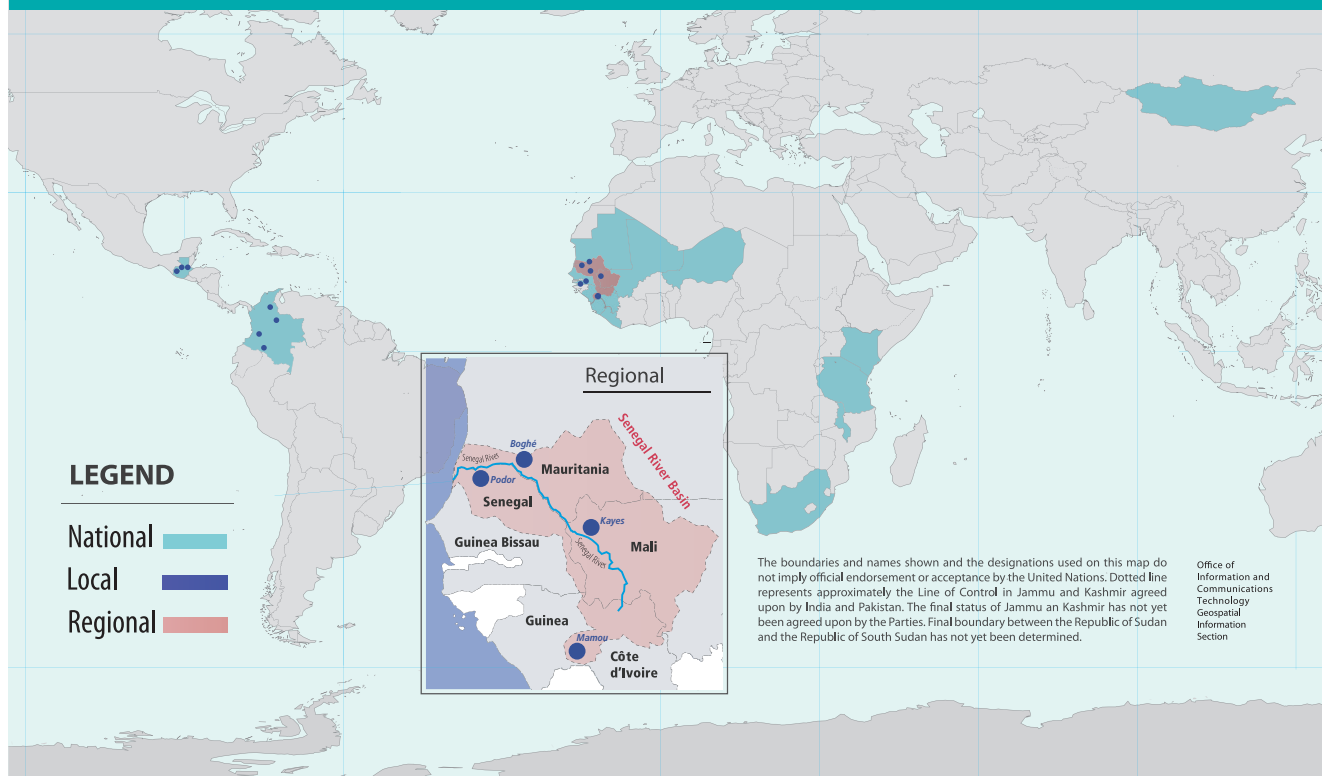 Regional
Senegal River Basin
Boghé
Senegal River
Mauritania
Podor
Senegal
Kayes
Guinea Bissau
Senegal River
Mali
Guinea
Mamou
Côte
d'Ivoire
LEGEND
National
Local
Regional
The boundaries and names shown and the designations used on this map do
not imply official endorsement or acceptance by the United Nations. Dotted line
represents approximately the Line of Control in Jammu and Kashmir agreed
upon by India and Pakistan. The final status of Jammu an Kashmir has not yet
been agreed upon by the Parties. Final boundary between the Republic of Sudan
and the Republic of South Sudan has not yet been determined.
Office of
Information and
Communications
Technology
Geospatial
Information
Section